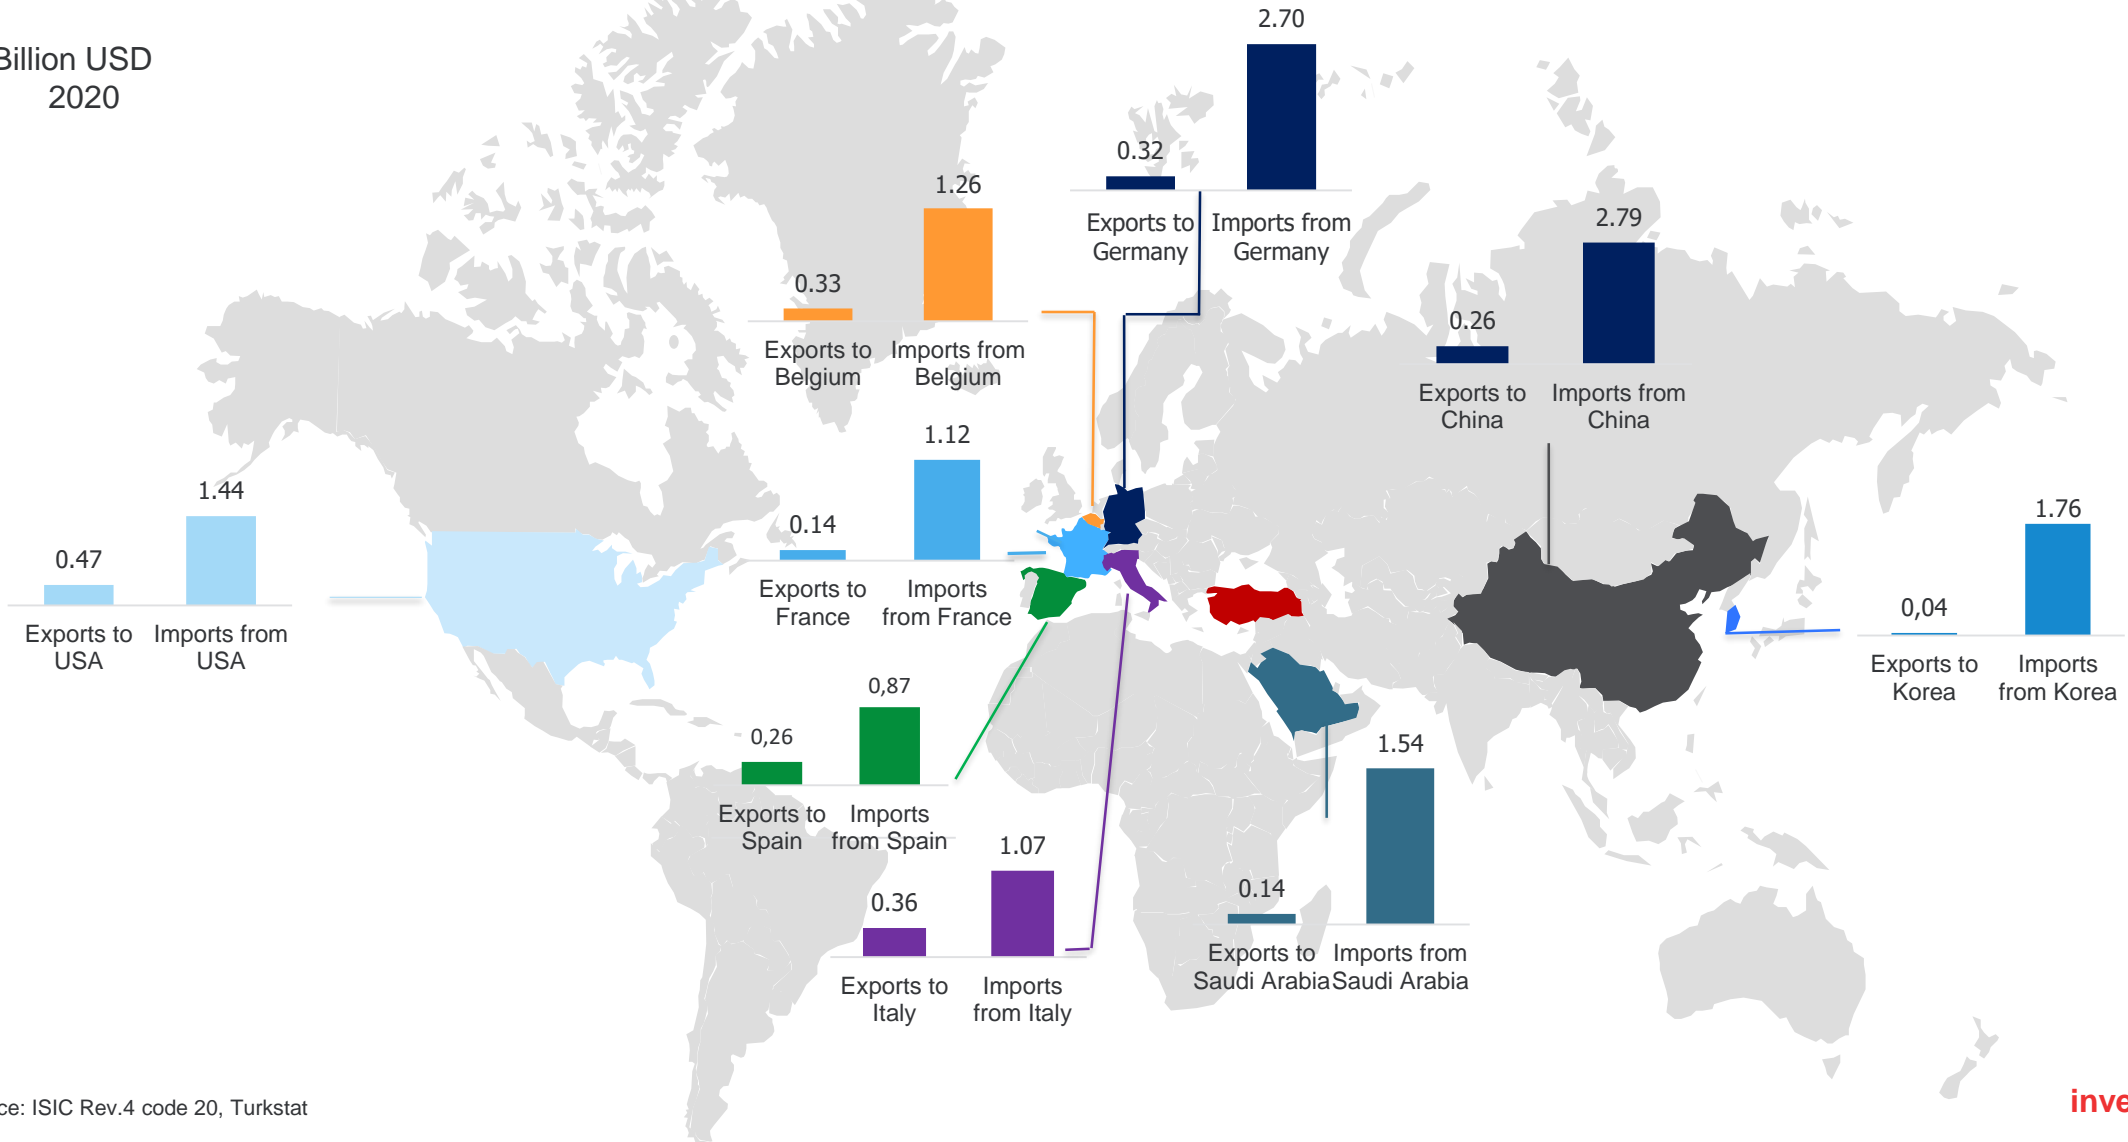 Billion USD
2020
2.70
0.32
Exports to Imports from
Germany Germany
1.26
0.33
Exports to Imports from
Belgium Belgium
2.79
0.26
Exports to Imports from
China China
1.12
0.14
Exports to Imports
France from France
1.44
0.47
Exports to Imports from
USA USA
1.76
0,04
Exports to Imports
Korea from Korea
0,87
0,26
Exports to Imports
Spain from Spain
1.54
0.14
Exports to Imports from
Saudi Arabia Saudi Arabia
1.07
0.36
Exports to Imports
Italy from Italy
ce: ISIC Rev.4 code 20, Turkstat
inve